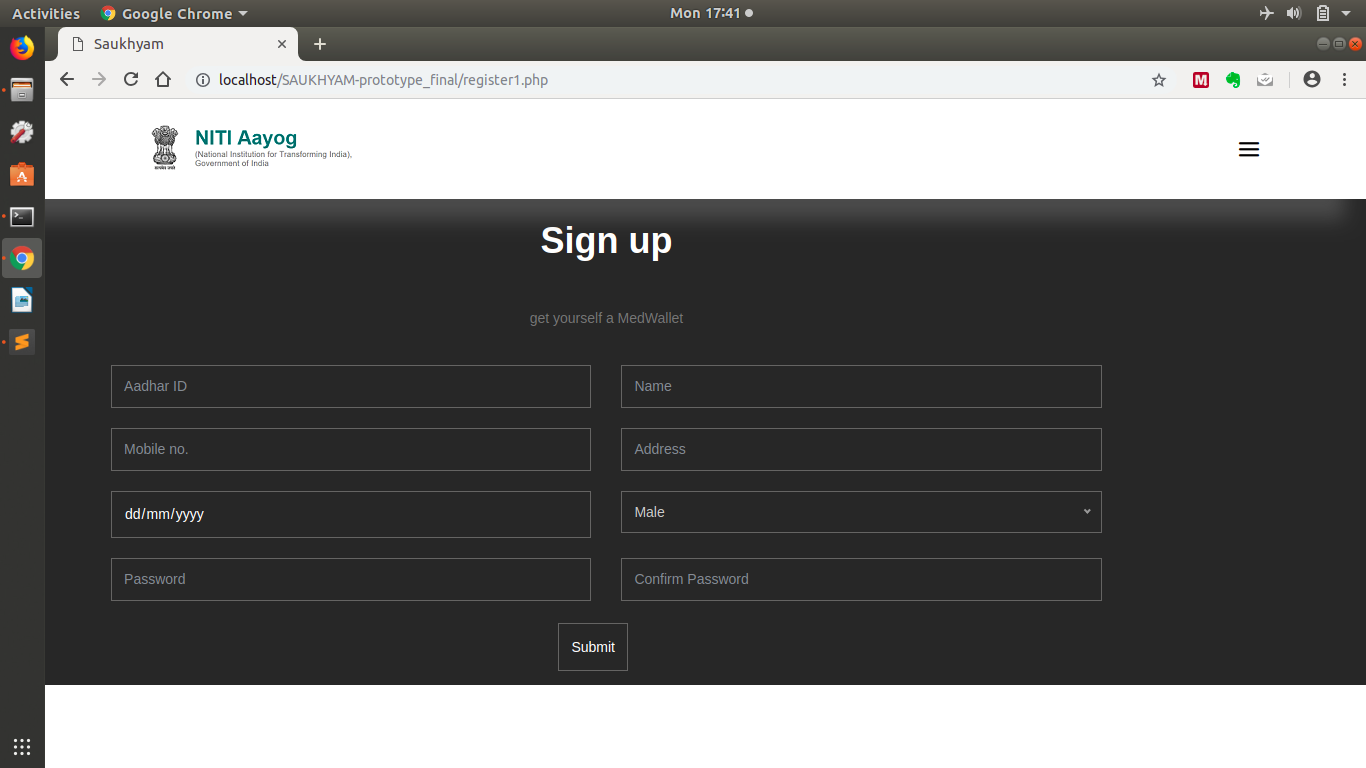 Activities Google Chrome Mon 17:41
Saukhyam
localhost/SAUKHYAM-prototype_final/register1.php
M
NITI Aayog
(National Institution for Transforming India),
Government of India
Sign up
get yourself a MedWallet
Aadhar ID Name
Mobile no. Address
dd/mm/yyyy Male
Password Confirm Password
Submit